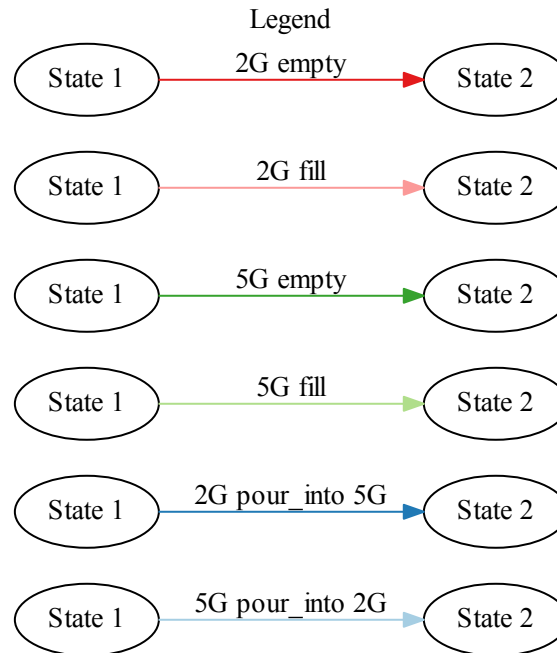 Legend
State 1 2G empty State 2
State 1 2G fill State 2
State 1 5G empty State 2
State 1 5G fill State 2
State 1 2G pour_into 5G State 2
State 1 5G pour_into 2G State 2